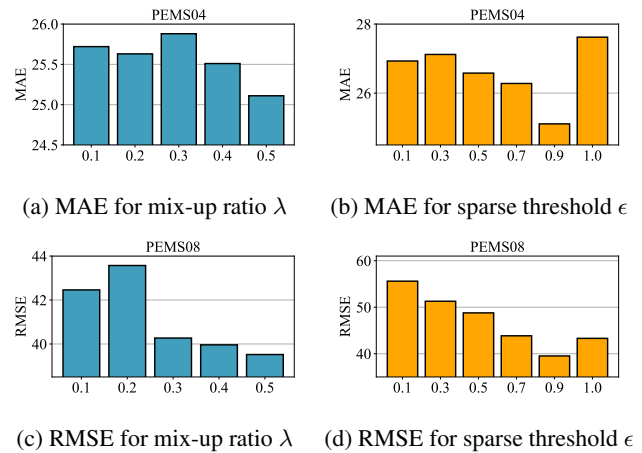 PEMS04
MAE
26.0
25.5
25.0
24.5
0.1 0.2 0.3 0.4 0.5
(a) MAE for mix-up ratio λ
PEMS04
MAE
28
26
0.1 0.3 0.5 0.7 0.9 1.0
(b) MAE for sparse threshold ϵ
PEMS08
RMSE
44
42
40
0.1 0.2 0.3 0.4 0.5
(c) RMSE for mix-up ratio λ
PEMS08
RMSE
60
50
40
0.1 0.3 0.5 0.7 0.9 1.0
(d) RMSE for sparse threshold ϵ